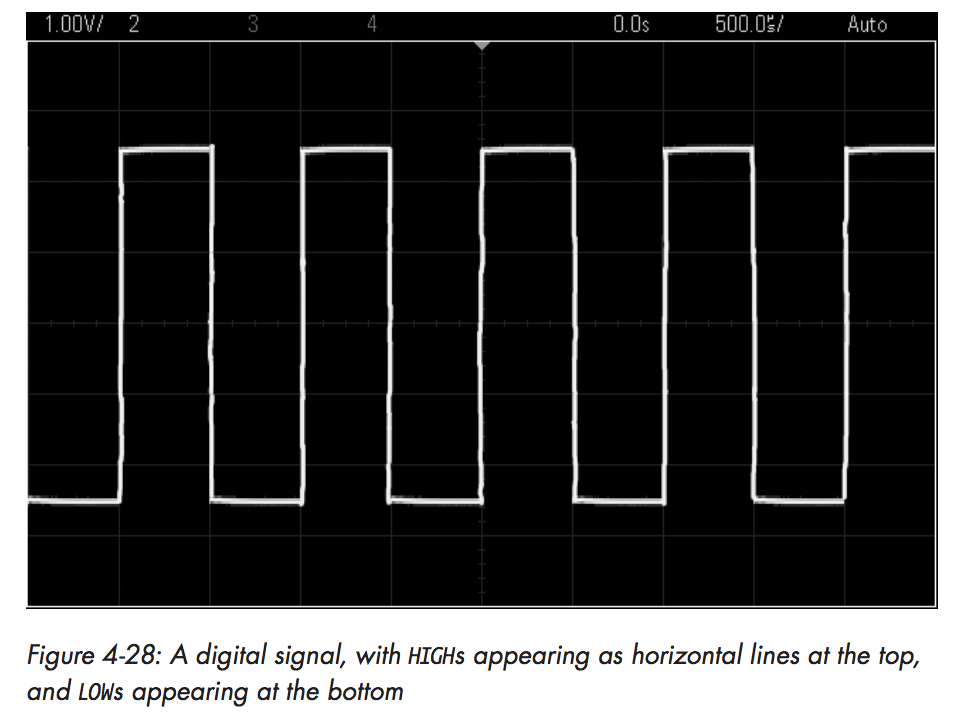 1.00V/ 2 3 4 0.0s 500.0㎲/ Auto
Figure 4-28: A digital signal, with HIGHs appearing as horizontal lines at the top,
and LOWs appearing at the bottom